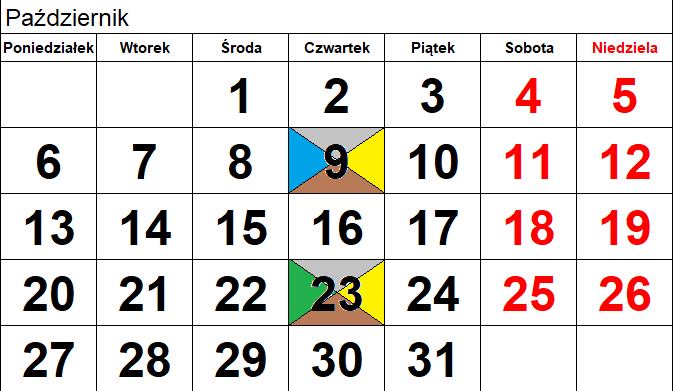 Październik
Poniedziałek Wtorek Środa Czwartek Piątek Sobota Niedziela
1 2 3 4 5
6 7 8 9 10 11 12
13 14 15 16 17 18 19
20 21 22 23 24 25 26
27 28 29 30 31